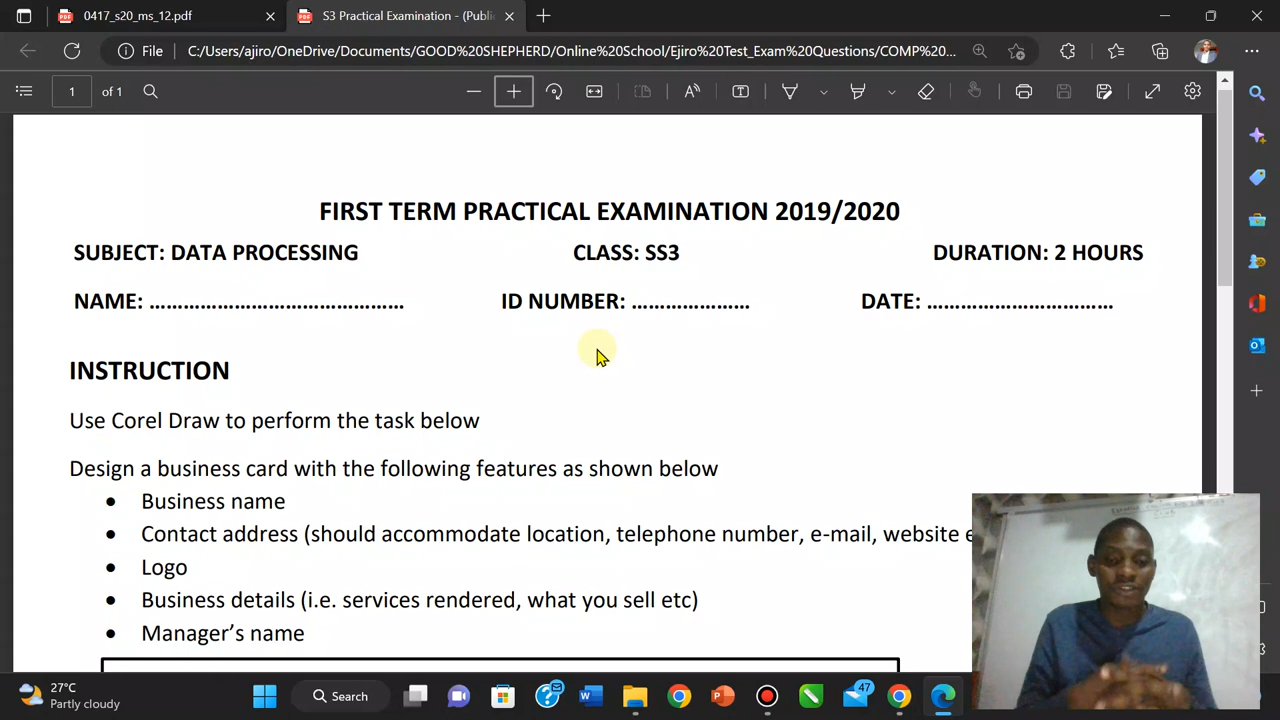 0417_s20_ms_12.pdf
S3 Practical Examination - (Public
File
C:/Users/ajiro/OneDrive/Documents/GOOD%20SHEPHERD/Online%20School/Ejiro%20Test_Exam%20Questions/COMP%20...
1 of 1
FIRST TERM PRACTICAL EXAMINATION 2019/2020
SUBJECT: DATA PROCESSING CLASS: SS3 DURATION: 2 HOURS
NAME: ............................................ ID NUMBER: ..................... DATE: ................................
INSTRUCTION
Use Corel Draw to perform the task below
Design a business card with the following features as shown below
• Business name
• Contact address (should accommodate location, telephone number, e-mail, website e
• Logo
• Business details (i.e. services rendered, what you sell etc)
• Manager's name
27°C
Partly cloudy
Search
47